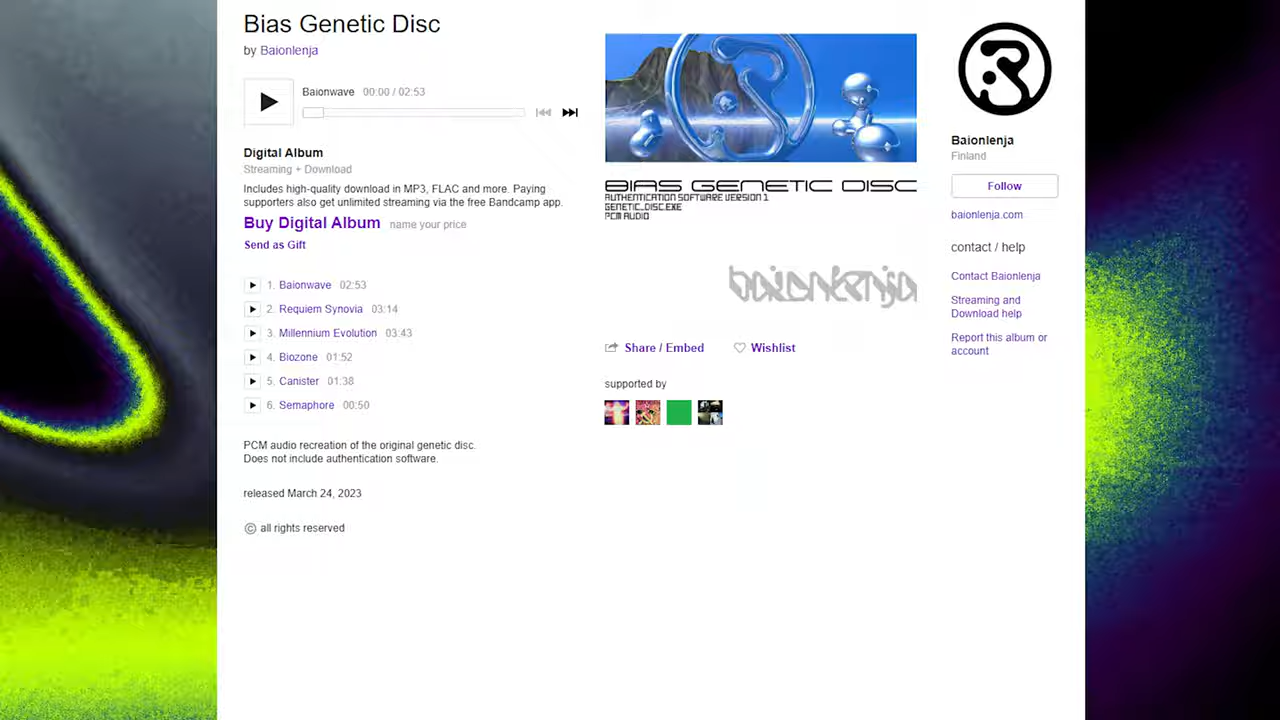 Bias Genetic Disc
by Baionlenja
Baionwave 00:00 / 02:53
Digital Album
Streaming + Download
Includes high-quality download in MP3, FLAC and more. Paying
supporters also get unlimited streaming via the free Bandcamp app.
Buy Digital Album name your price
Send as Gift
1. Baionwave 02:53
2. Requiem Synovia 03:14
3. Millennium Evolution 03:43
4. Biozone 01:52
5. Canister 01:38
6. Semaphore 00:50
PCM audio recreation of the original genetic disc.
Does not include authentication software.
released March 24, 2023
© all rights reserved
BIAS GENETIC DISC
AUTHENTICATION SOFTWARE VERSION 1
GENETIC_DISC.EXE
PCM AUDIO
baionlenja
Share / Embed
Wishlist
supported by
Baionlenja
Finland
Follow
baionlenja.com
contact / help
Contact Baionlenja
Streaming and
Download help
Report this album or
account